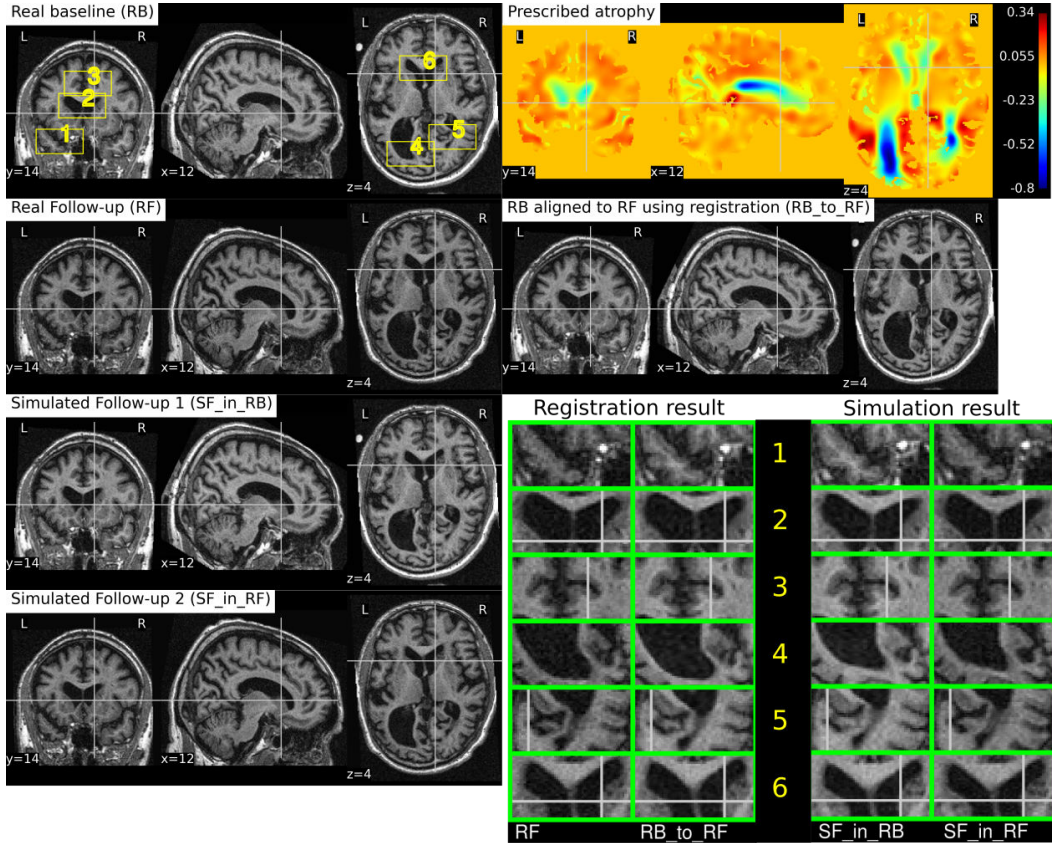 Real baseline (RB)
L R
3
2
1
6
5
4
y=14 x=12 z=4
Prescribed atrophy
L R L R
y=14 x=12 z=4
0.34
0.055
-0.23
-0.52
-0.8
Real Follow-up (RF)
L R L R
y=14 x=12 z=4
RB aligned to RF using registration (RB_to_RF)
L R L R
y=14 x=12 z=4
Simulated Follow-up 1 (SF_in_RB)
L R L R
y=14 x=12 z=4
Simulated Follow-up 2 (SF_in_RF)
L R L R
y=14 x=12 z=4
Registration result Simulation result
1
2
3
4
5
6
RF RB_to_RF SF_in_RB SF_in_RF